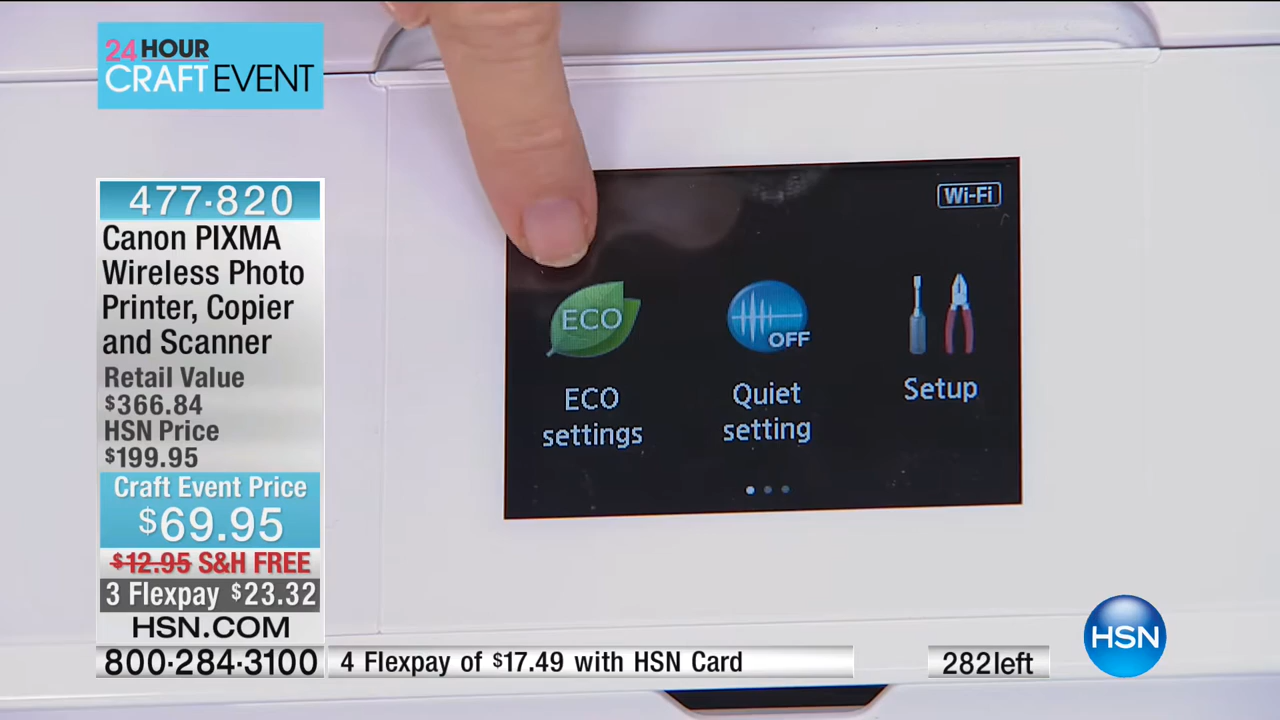 24 HOUR
CRAFT EVENT
477·820
Canon PIXMA
Wireless Photo
Printer, Copier
and Scanner
Retail Value
$366.84
HSN Price
$199.95
Craft Event Price
$69.95
$12.95 S&H FREE
3 Flexpay $23.32
HSN.COM
800·284·3100
4 Flexpay of $17.49 with HSN Card
282 left
HSN
Wi-Fi
ECO
OFF
ECO
settings
Quiet
setting
Setup